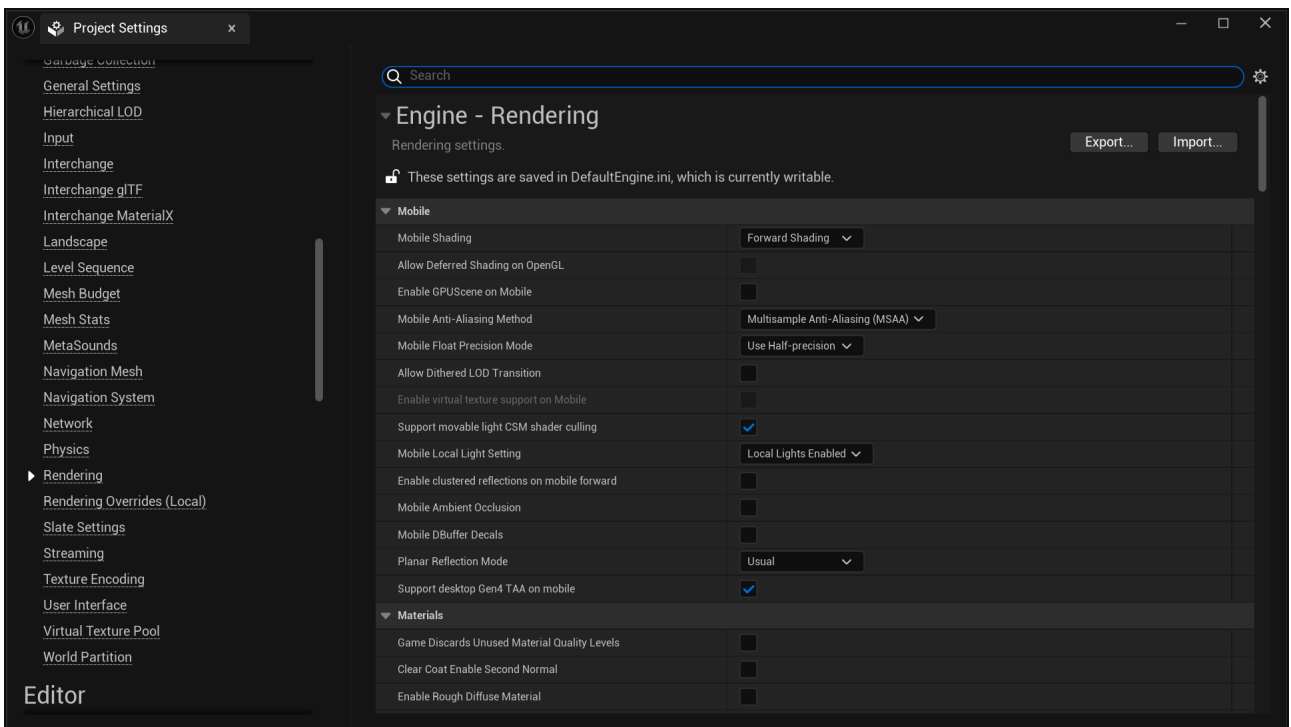 Project Settings
Garbage Collection
General Settings
Hierarchical LOD
Input
Interchange
Interchange glTF
Interchange MaterialX
Landscape
Level Sequence
Mesh Budget
Mesh Stats
MetaSounds
Navigation Mesh
Navigation System
Network
Physics
Rendering
Rendering Overrides (Local)
Slate Settings
Streaming
Texture Encoding
User Interface
Virtual Texture Pool
World Partition
Editor
Search
Engine - Rendering
Rendering settings.
Export... Import...
These settings are saved in DefaultEngine.ini, which is currently writable.
Mobile
Mobile Shading Forward Shading
Allow Deferred Shading on OpenGL
Enable GPUScene on Mobile
Mobile Anti-Aliasing Method Multisample Anti-Aliasing (MSAA)
Mobile Float Precision Mode Use Half-precision
Allow Dithered LOD Transition
Enable virtual texture support on Mobile
Support movable light CSM shader culling
Mobile Local Light Setting Local Lights Enabled
Enable clustered reflections on mobile forward
Mobile Ambient Occlusion
Mobile DBuffer Decals
Planar Reflection Mode Usual
Support desktop Gen4 TAA on mobile
Materials
Game Discards Unused Material Quality Levels
Clear Coat Enable Second Normal
Enable Rough Diffuse Material